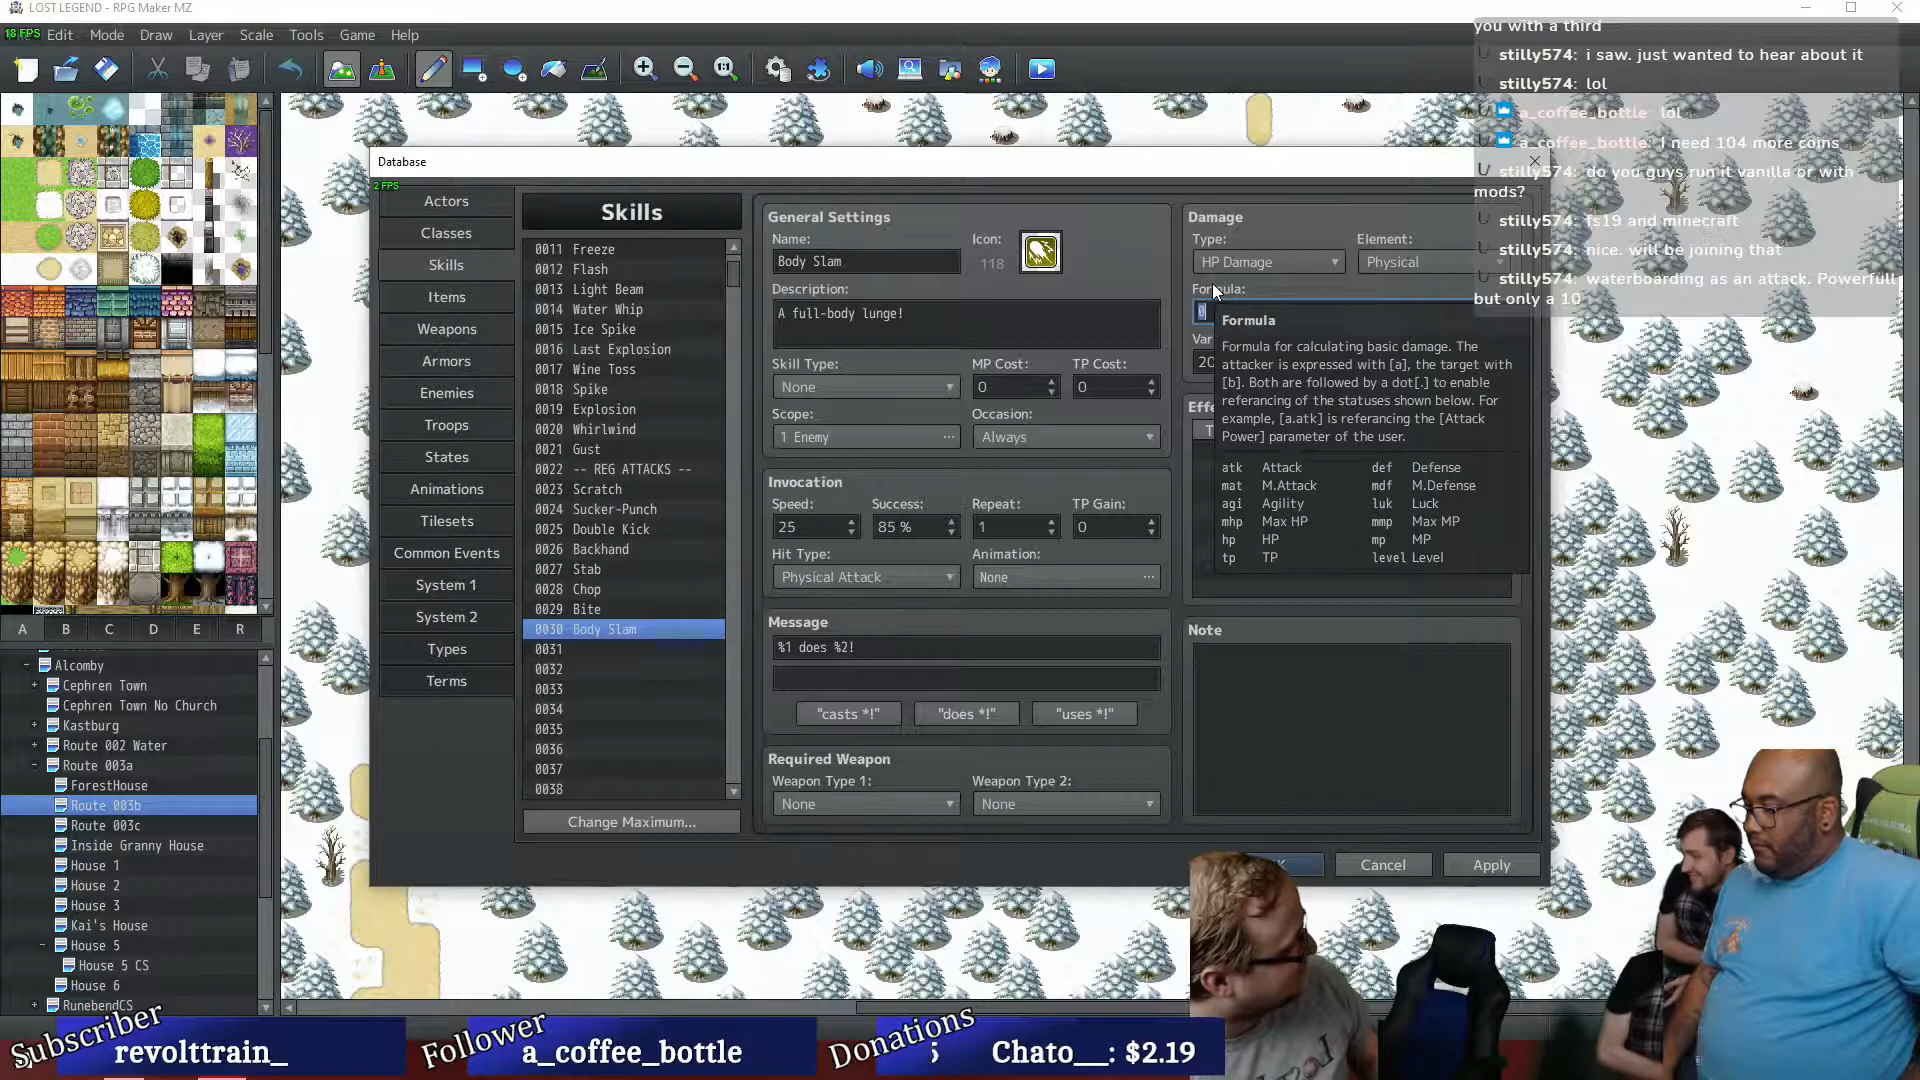 LOST LEGEND - RPG Maker MZ
18 FPS
Edit
Mode
Draw
Layer
Scale
Tools
Game
Help
you with a third
stilly574: i saw. just wanted to hear about it
stilly574: lol
a_coffee_bottle: lol
a_coffee_bottle: I need 104 more coins
stilly574: do you guys run it vanilla or with
mods?
stilly574: fs19 and minecraft
stilly574: nice. will be joining that
stilly574: waterboarding as an attack. Powerfull
but only a 10
Database
2 FPS
Actors
Classes
Skills
Items
Weapons
Armors
Enemies
Troops
States
Animations
Tilesets
Common Events
System 1
System 2
Types
Terms
Skills
0011 Freeze
0012 Flash
0013 Light Beam
0014 Water Whip
0015 Ice Spike
0016 Last Explosion
0017 Wine Toss
0018 Spike
0019 Explosion
0020 Whirlwind
0021 Gust
0022 -- REG ATTACKS --
0023 Scratch
0024 Sucker-Punch
0025 Double Kick
0026 Backhand
0027 Stab
0028 Chop
0029 Bite
0030 Body Slam
0031
0032
0033
0034
0035
0036
0037
0038
Change Maximum...
General Settings
Name:
Icon:
Body Slam
118
Description:
A full-body lunge!
Skill Type:
MP Cost:
TP Cost:
None
0
0
Scope:
Occasion:
1 Enemy
Always
Invocation
Speed:
Success:
Repeat:
TP Gain:
25
85 %
1
0
Hit Type:
Animation:
Physical Attack
None
Message
%1 does %2!
"casts *!"
"does *!"
"uses *!"
Required Weapon
Weapon Type 1:
Weapon Type 2:
None
None
Damage
Type:
Element:
HP Damage
Physical
Formula:
0
Var
20
Effe
T
Formula
Formula for calculating basic damage. The
attacker is expressed with [a], the target with
[b]. Both are followed by a dot[.] to enable
referancing of the statuses shown below. For
example, [a.atk] is referancing the [Attack
Power] parameter of the user.
atk Attack def Defense
mat M.Attack mdf M.Defense
agi Agility luk Luck
mhp Max HP mmp Max MP
hp HP mp MP
tp TP level Level
Note
Cancel
Apply
A
B
C
D
E
R
Alcomby
Cephren Town
Cephren Town No Church
Kastburg
Route 002 Water
Route 003a
ForestHouse
Route 003b
Route 003c
Inside Granny House
House 1
House 2
House 3
Kai's House
House 5
House 5 CS
House 6
RunebendCS
Subscriber
revolttrain_
Follower
a_coffee_bottle
Donations
Chato__: $2.19